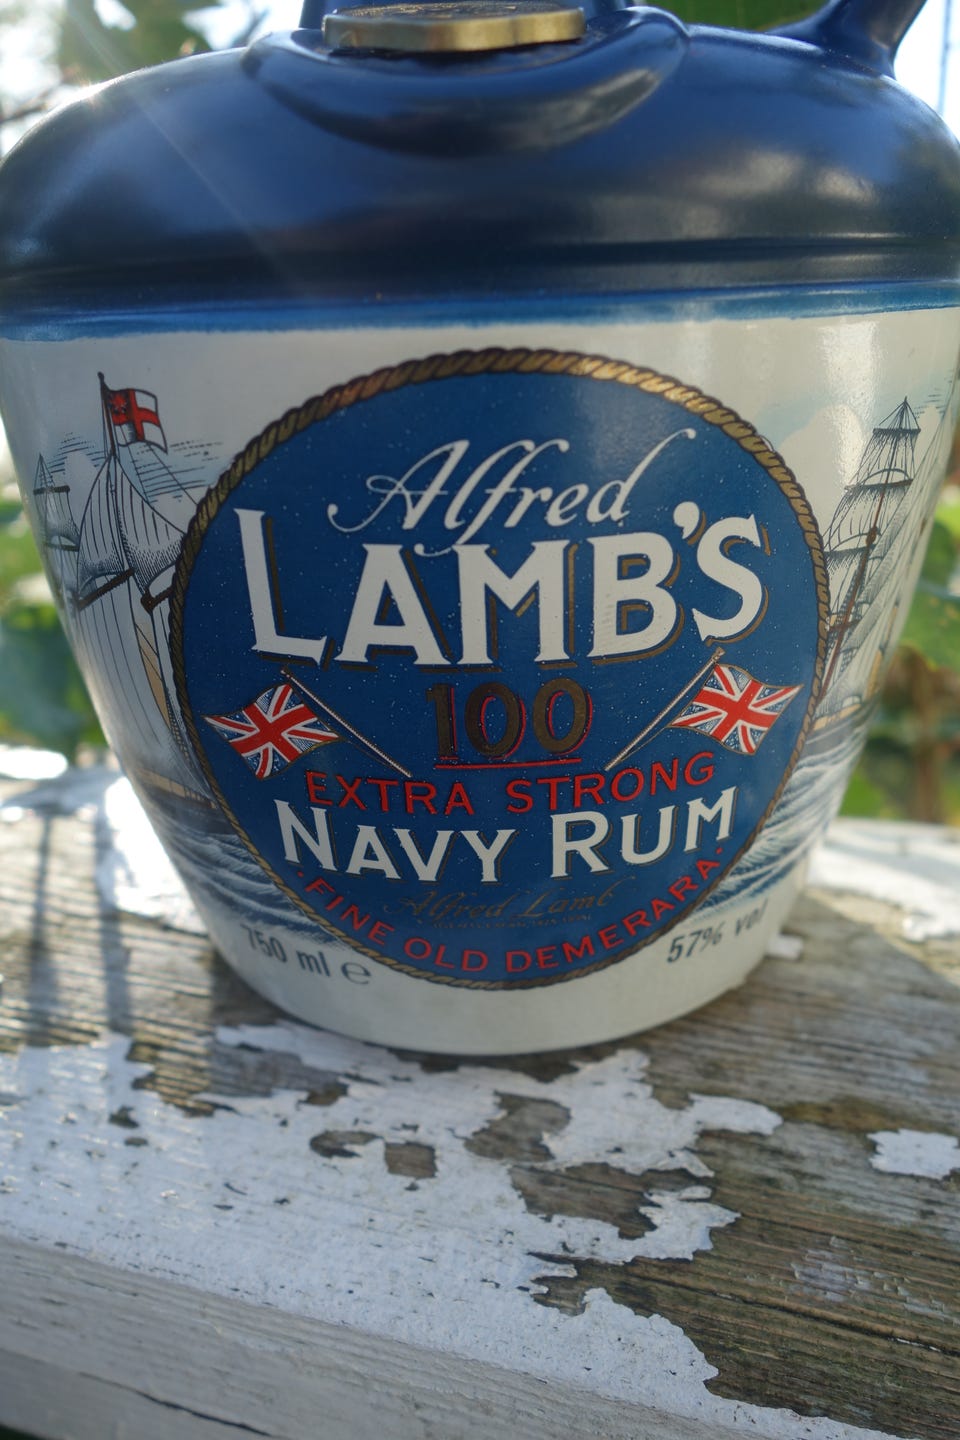 Alfred
LAMB'S
100
EXTRA STRONG
NAVY RUM
Alfred Lamb
· FINE OLD DEMERARA ·
750 ml ℮
57% vol